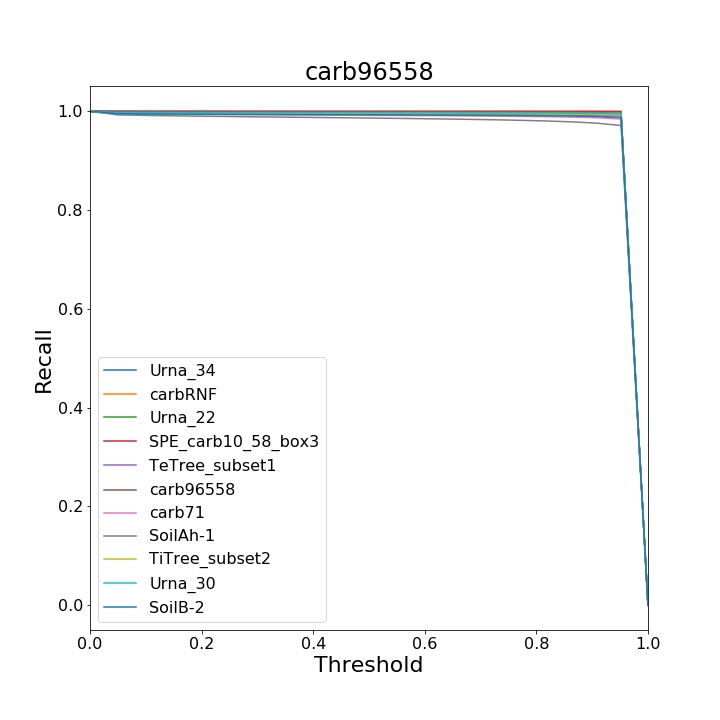 carb96558
1.0
0.8
0.6
0.4
0.2
0.0
Recall
Urna_34
carbRNF
Urna_22
SPE_carb10_58_box3
TeTree_subset1
carb96558
carb71
SoilAh-1
TiTree_subset2
Urna_30
SoilB-2
0.0 0.2 0.4 0.6 0.8 1.0
Threshold